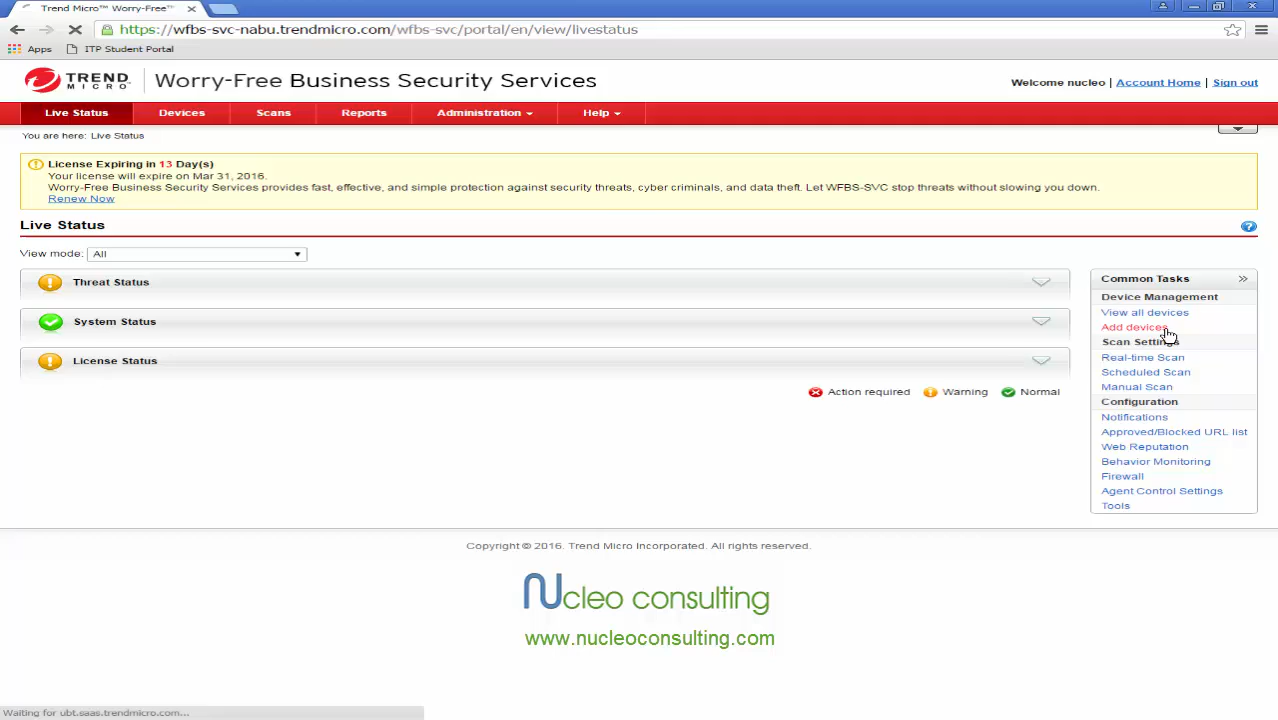 Trend Micro™ Worry-Free™
https://wfbs-svc-nabu.trendmicro.com/wfbs-svc/portal/en/view/livestatus
Apps ITP Student Portal
TREND MICRO Worry-Free Business Security Services
Welcome nucleo | Account Home | Sign out
Live Status Devices Scans Reports Administration Help
You are here: Live Status
License Expiring in 13 Day(s)
Your license will expire on Mar 31, 2016.
Worry-Free Business Security Services provides fast, effective, and simple protection against security threats, cyber criminals, and data theft. Let WFBS-SVC stop threats without slowing you down.
Renew Now
Live Status
View mode: All
Threat Status
System Status
License Status
Action required Warning Normal
Common Tasks
Device Management
View all devices
Add devices
Scan Settings
Real-time Scan
Scheduled Scan
Manual Scan
Configuration
Notifications
Approved/Blocked URL list
Web Reputation
Behavior Monitoring
Firewall
Agent Control Settings
Tools
Copyright © 2016. Trend Micro Incorporated. All rights reserved.
Nucleo consulting
www.nucleoconsulting.com
Waiting for ubt.saas.trendmicro.com...